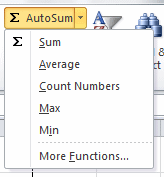 Σ AutoSum
Σ Sum
Average
Count Numbers
Max
Min
More Functions...